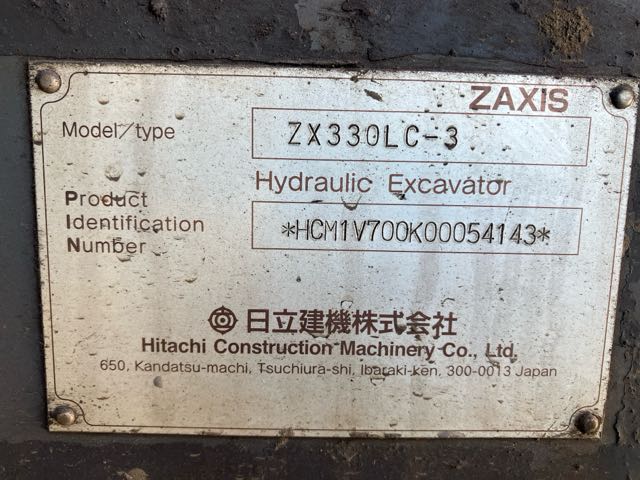 ZAXIS
Model/type ZX330LC-3
Hydraulic Excavator
Product
Identification
Number
*HCM1V700K00054143*
日立建機株式会社
Hitachi Construction Machinery Co., Ltd.
650, Kandatsu-machi, Tsuchiura-shi, Ibaraki-ken, 300-0013 Japan